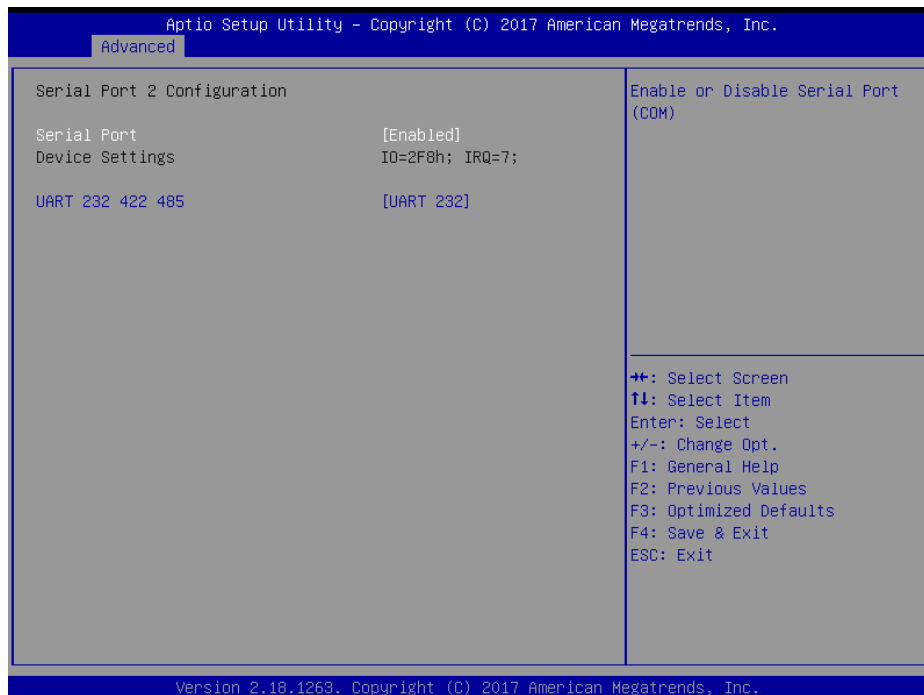 Aptio Setup Utility – Copyright (C) 2017 American Megatrends, Inc.
Advanced
Serial Port 2 Configuration
Serial Port [Enabled]
Device Settings IO=2F8h; IRQ=7;
UART 232 422 485 [UART 232]
Enable or Disable Serial Port
(COM)
→←: Select Screen
↑↓: Select Item
Enter: Select
+/-: Change Opt.
F1: General Help
F2: Previous Values
F3: Optimized Defaults
F4: Save & Exit
ESC: Exit
Version 2.18.1263. Copyright (C) 2017 American Megatrends, Inc.